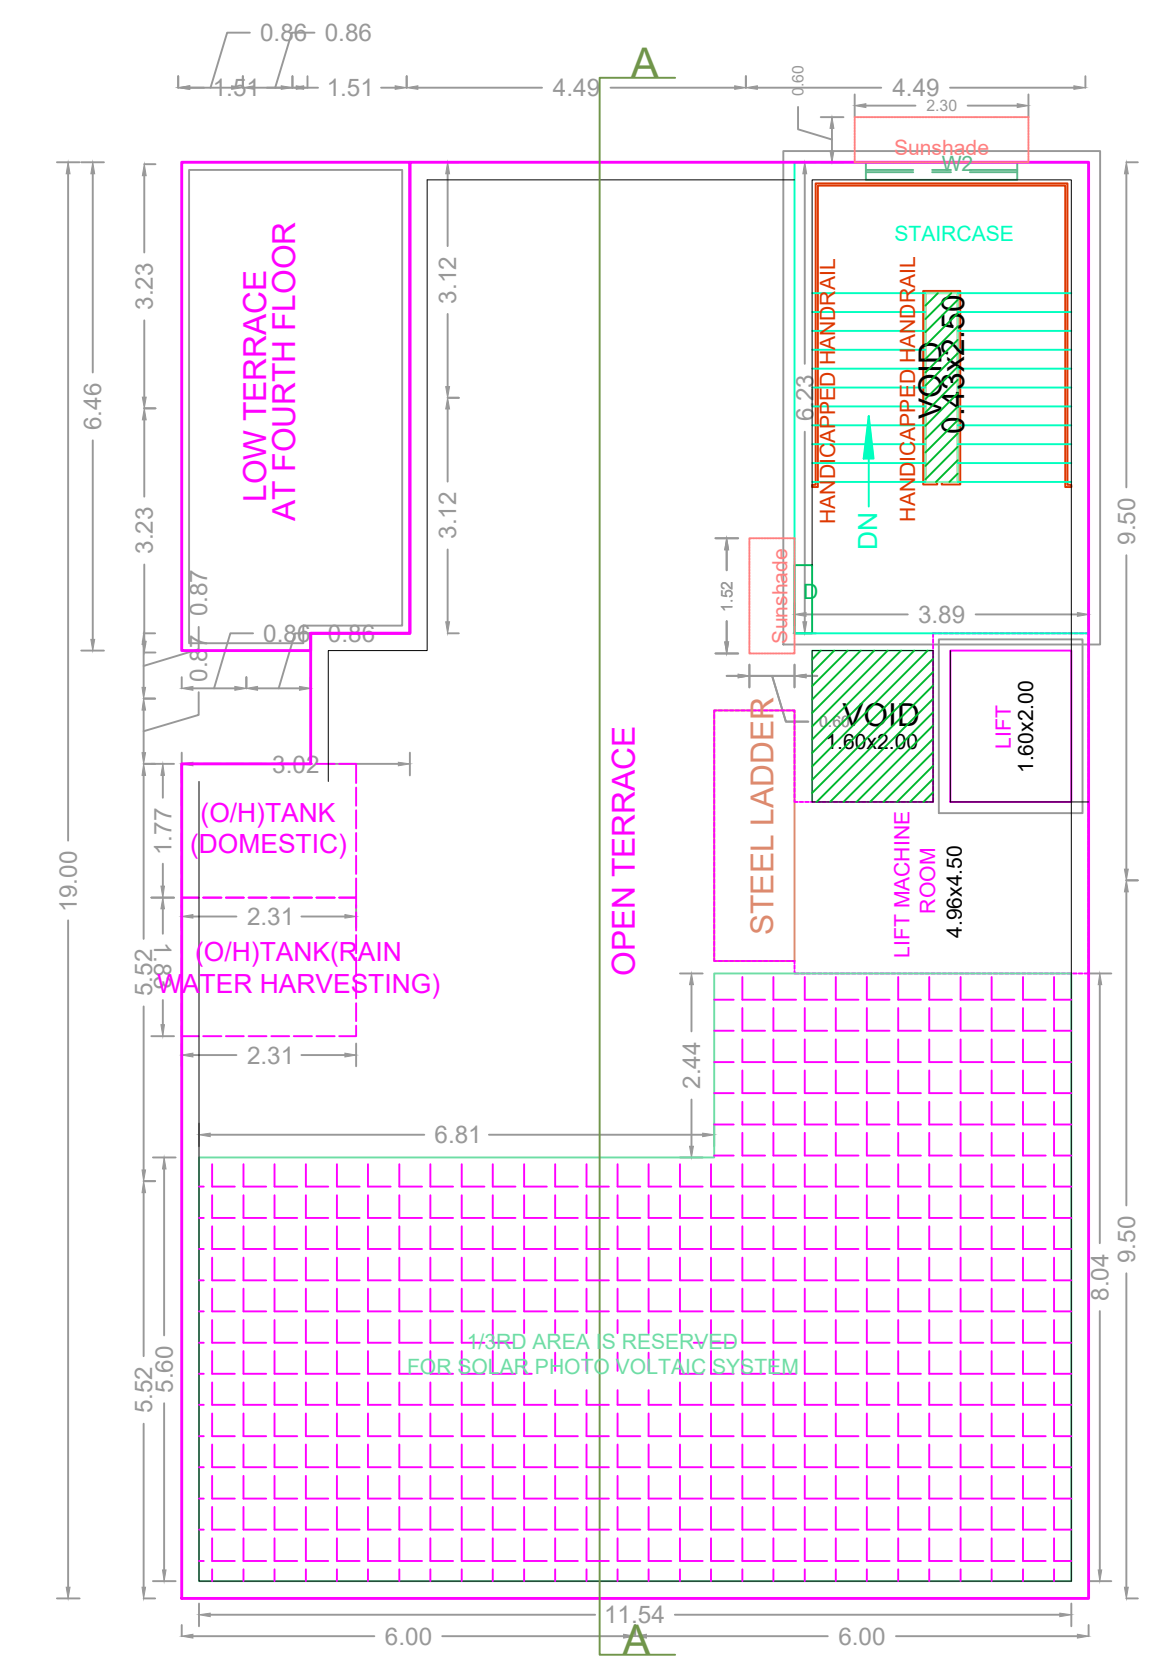 0.86
0.86
A
1.51
1.51
4.49
4.49
0.60
2.30
Sunshade
W2
STAIRCASE
LOW TERRACE
AT FOURTH FLOOR
3.23
3.12
6.46
HANDICAPPED HANDRAIL
HANDICAPPED HANDRAIL
VOID
0.43x2.50
6.23
3.23
3.12
DN
9.50
0.87
1.52
Sunshade
D
3.89
0.86
0.86
0.87
0.60
VOID
1.60x2.00
LIFT
1.60x2.00
3.02
STEEL LADDER
OPEN TERRACE
(O/H)TANK
(DOMESTIC)
1.77
19.00
LIFT MACHINE
ROOM
4.96x4.50
2.31
(O/H)TANK(RAIN
WATER HARVESTING)
5.52
2.31
2.44
6.81
9.50
8.04
1/3RD AREA IS RESERVED
FOR SOLAR PHOTO VOLTAIC SYSTEM
5.60
5.52
11.54
6.00
A
6.00